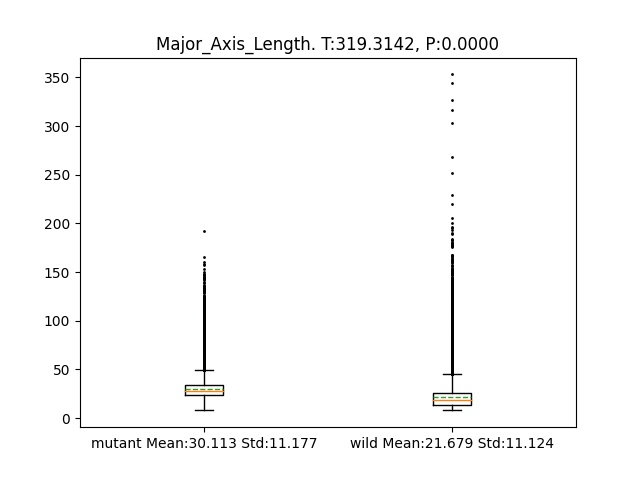 Major_Axis_Length. T:319.3142, P:0.0000
350
300
250
200
150
100
50
0
mutant Mean:30.113 Std:11.177
wild Mean:21.679 Std:11.124